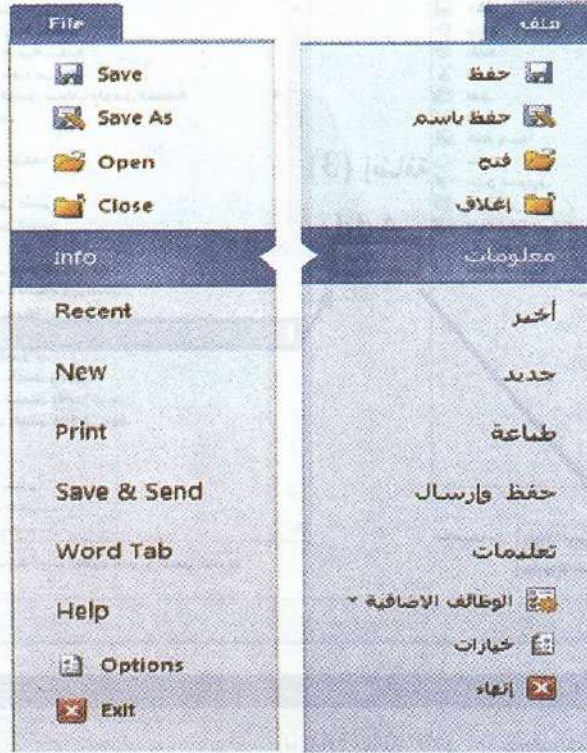 File
Save
Save As
Open
Close
Info
Recent
New
Print
Save & Send
Word Tab
Help
Options
Exit
ملف
حفظ
حفظ باسم
فتح
إغلاق
معلومات
أخير
جديد
طباعة
حفظ وإرسال
تعليمات
الوظائف الاضافية
خيارات
إنهاء